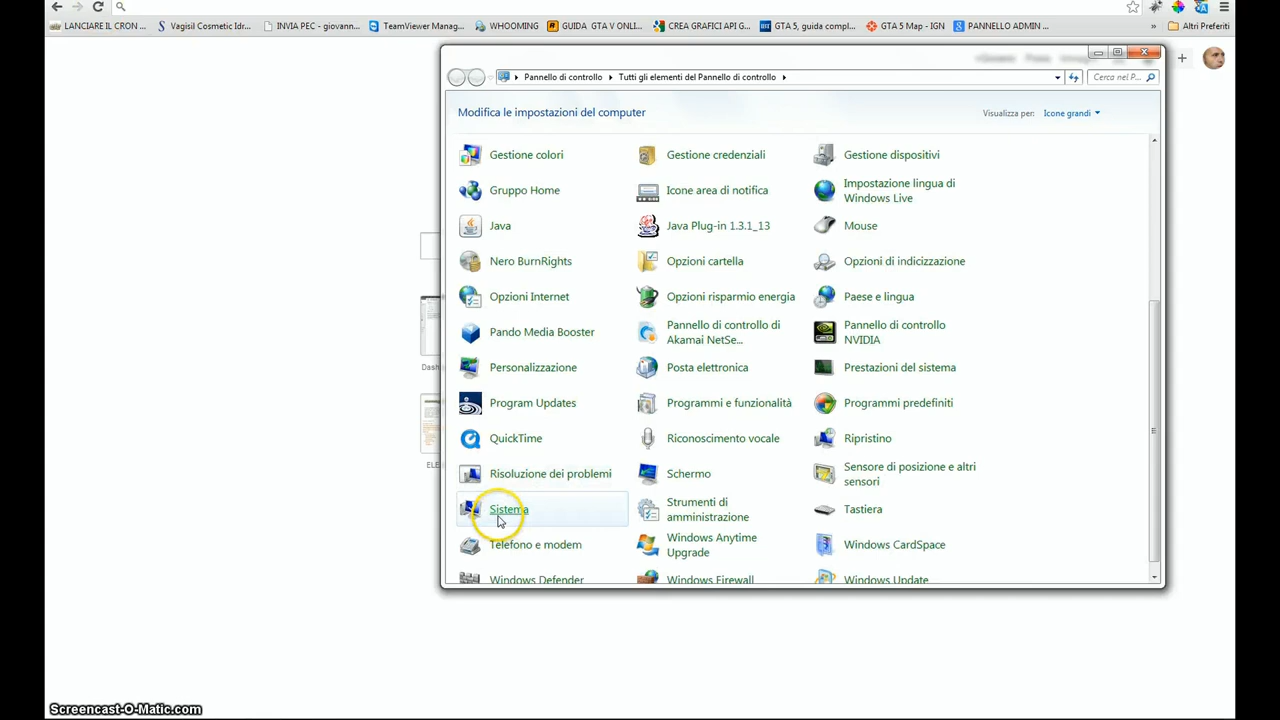 LANCIARE IL CRON ... Vagisil Cosmetic Idr... INVIA PEC - giovann... TeamViewer Manag... WHOODONG GUIDA GTA V ONLI... CREA GRAFICI API G... GTA 5, guida compl... GTA 5 Map - IGN PANNELLO ADMIN ... » Altri Preferiti
Pannello di controllo Tutti gli elementi del Pannello di controllo Cerca nel P...
Modifica le impostazioni del computer Visualizza per: Icone grandi
Gestione colori Gestione credenziali Gestione dispositivi
Gruppo Home Icone area di notifica Impostazione lingua di
Windows Live
Java Java Plug-in 1.3.1_13 Mouse
Nero BurnRights Opzioni cartella Opzioni di indicizzazione
Opzioni Internet Opzioni risparmio energia Paese e lingua
Pando Media Booster Pannello di controllo di Pannello di controllo
Akamai NetSe... NVIDIA
Dash
Personalizzazione Posta elettronica Prestazioni del sistema
Program Updates Programmi e funzionalità Programmi predefiniti
QuickTime Riconoscimento vocale Ripristino
ELE
Risoluzione dei problemi Schermo Sensore di posizione e altri
sensori
Sistema Strumenti di Tastiera
amministrazione
Telefono e modem Windows Anytime Windows CardSpace
Upgrade
Windows Defender Windows Firewall Windows Update
Screencast-O-Matic.com